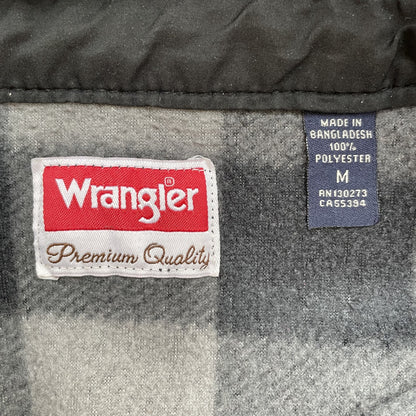 Wrangler®
Premium Quality
MADE IN
BANGLADESH
100%
POLYESTER
M
RN130273
CA55394